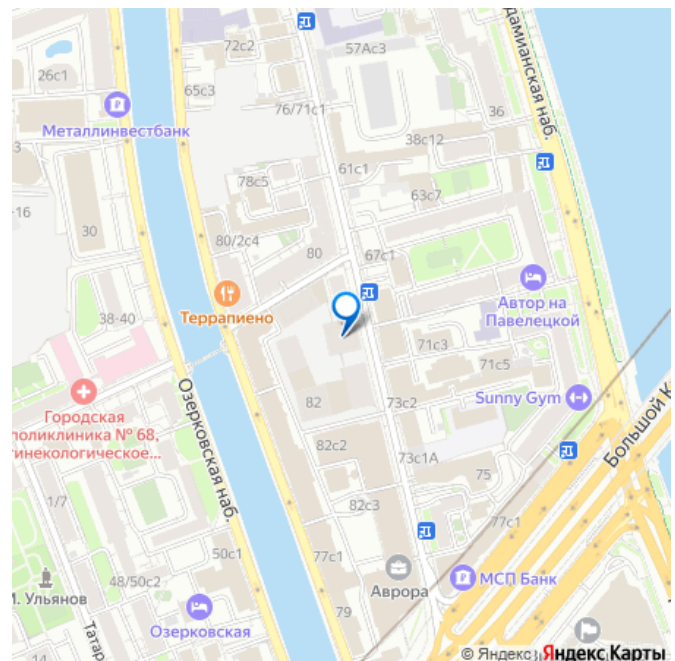 72с2
57Ас3
дамианская наб.
26с1
65с3
Металлинвестбанк
76/71с1
36
38с12
3
61с1
78с5
63с7
-16
30
80/2с4
80
67с1
Террапиено
Автор на
Павелецкой
38-40
71с3
71с5
Sunny Gym
82
73с2
Городская
поликлиника № 68,
гинекологическое...
Большой К
Озерковская наб.
82с2
73с1А
75
1/7
82с3
77с1
50с1
77с1
МСП Банк
Аврора
48/50с2
И. Ульянов
79
Озерковская
Татар
© Яндекс
Яндекс Карты